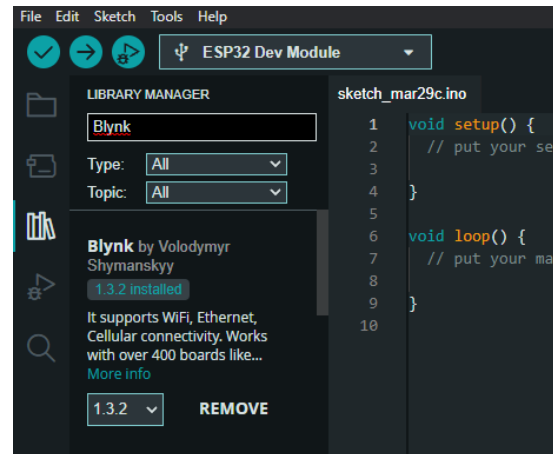 File Edit Sketch Tools Help
ESP32 Dev Module
LIBRARY MANAGER
Blynk
Type: All
Topic: All
Blynk by Volodymyr
Shymanskyy
1.3.2 installed
It supports WiFi, Ethernet,
Cellular connectivity. Works
with over 400 boards like...
More info
1.3.2
REMOVE
sketch_mar29c.ino
1 void setup() {
2 // put your se
3
4 }
5
6 void loop() {
7 // put your ma
8
9 }
10